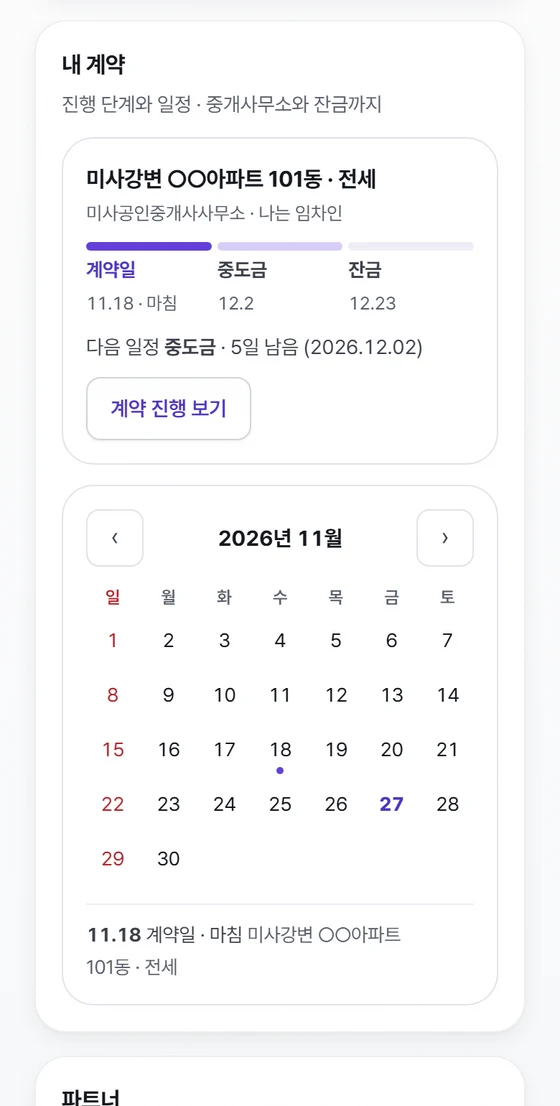 내 계약
진행 단계와 일정 · 중개사무소와 잔금까지
미사강변 〇〇아파트 101동 · 전세
미사공인중개사사무소 · 나는 임차인
계약일 중도금 잔금
11.18 · 마침 12.2 12.23
다음 일정 중도금 · 5일 남음 (2026.12.02)
계약 진행 보기
‹ 2026년 11월 ›
일 월 화 수 목 금 토
1 2 3 4 5 6 7
8 9 10 11 12 13 14
15 16 17 18 19 20 21
22 23 24 25 26 27 28
29 30
11.18 계약일 · 마침 미사강변 〇〇아파트
101동 · 전세
파트너